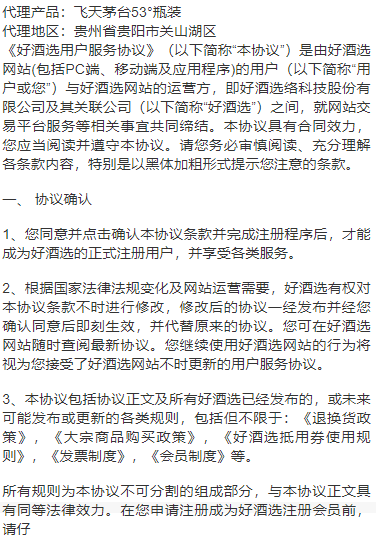 代理产品：飞天茅台53°瓶装
代理地区：贵州省贵阳市关山湖区
《好酒选用户服务协议》（以下简称“本协议”）是由好酒选
网站(包括PC端、移动端及应用程序)的用户（以下简称“用
户或您”）与好酒选网站的运营方，即好酒选络科技股份有
限公司及其关联公司（以下简称“好酒选”）之间，就网站交
易平台服务等相关事宜共同缔结。本协议具有合同效力，
您应当阅读并遵守本协议。请您务必审慎阅读、充分理解
各条款内容，特别是以黑体加粗形式提示您注意的条款。
一、 协议确认
1、您同意并点击确认本协议条款并完成注册程序后，才能
成为好酒选的正式注册用户，并享受各类服务。
2、根据国家法律法规变化及网站运营需要，好酒选有权对
本协议条款不时进行修改，修改后的协议一经发布并经您
确认同意后即刻生效，并代替原来的协议。您可在好酒选
网站随时查阅最新协议。您继续使用好酒选网站的行为将
视为您接受了好酒选网站不时更新的用户服务协议。
3、本协议包括协议正文及所有好酒选已经发布的，或未来
可能发布或更新的各类规则，包括但不限于：《退换货政
策》，《大宗商品购买政策》，《好酒选抵用券使用规
则》，《发票制度》，《会员制度》等。
所有规则为本协议不可分割的组成部分，与本协议正文具
有同等法律效力。在您申请注册成为好酒选注册会员前，
请仔